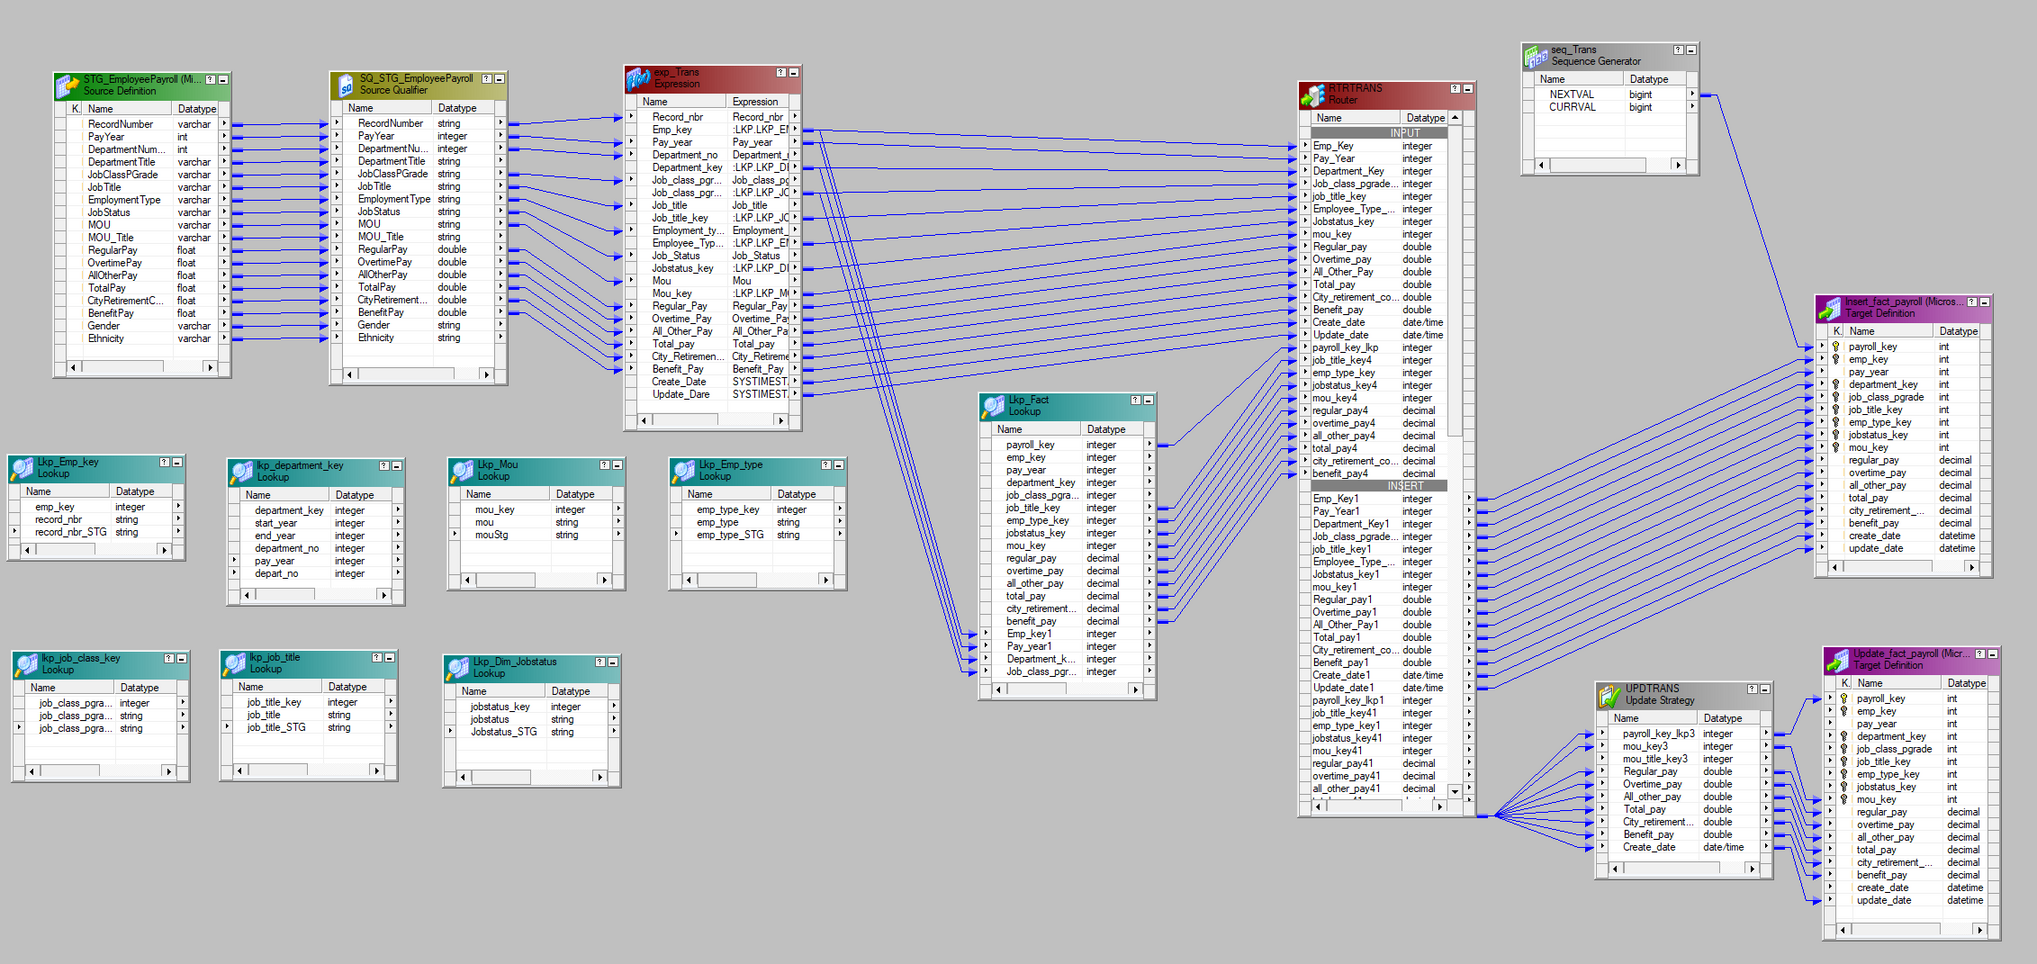 STG_EmployeePayroll (Mi...
Source Definition
K. Name Datatype
RecordNumber varchar
PayYear int
DepartmentNum... int
DepartmentTitle varchar
JobClassPGrade varchar
JobTitle varchar
EmploymentType varchar
JobStatus varchar
MOU varchar
MOU_Title varchar
RegularPay float
OvertimePay float
AllOtherPay float
TotalPay float
CityRetirementC... float
BenefitPay float
Gender varchar
Ethnicity varchar
SQ_STG_EmployeePayroll
Source Qualifier
Name Datatype
RecordNumber string
PayYear integer
DepartmentNu... integer
DepartmentTitle string
JobClassPGrade string
JobTitle string
EmploymentType string
JobStatus string
MOU string
MOU_Title string
RegularPay double
OvertimePay double
AllOtherPay double
TotalPay double
CityRetirement... double
BenefitPay double
Gender string
Ethnicity string
exp_Trans
Expression
Name Expression
Record_nbr Record_nbr
Emp_key :LKP.LKP_EM
Pay_year Pay_year
Department_no Department_
Department_key :LKP.LKP_DE
Job_class_pgr... Job_class_pg
Job_class_pgr... :LKP.LKP_JO
Job_title Job_title
Job_title_key :LKP.LKP_JO
Employment_ty... Employment_
Employee_Typ... :LKP.LKP_EM
Job_Status Job_Status
Jobstatus_key :LKP.LKP_DI
Mou Mou
Mou_key :LKP.LKP_MO
Regular_Pay Regular_Pay
Overtime_Pay Overtime_Pa
All_Other_Pay All_Other_Pa
Total_pay Total_pay
City_Retiremen... City_Retireme
Benefit_Pay Benefit_Pay
Create_Date SYSTIMEST.
Update_Dare SYSTIMEST.
Lkp_Fact
Lookup
Name Datatype
payroll_key integer
emp_key integer
pay_year integer
department_key integer
job_class_pgra... integer
job_title_key integer
emp_type_key integer
jobstatus_key integer
mou_key integer
regular_pay decimal
overtime_pay decimal
all_other_pay decimal
total_pay decimal
city_retirement... decimal
benefit_pay decimal
Emp_key1 integer
Pay_year1 integer
Department_k... integer
Job_class_pgr... integer
RTRTRANS
Router
Name Datatype
INPUT
Emp_Key integer
Pay_Year integer
Department_Key integer
Job_class_pgrade... integer
job_title_key integer
Employee_Type_... integer
Jobstatus_key integer
mou_key integer
Regular_pay double
Overtime_pay double
All_Other_Pay double
Total_pay double
City_retirement_co... double
Benefit_pay double
Create_date date/time
Update_date date/time
payroll_key_lkp integer
job_title_key4 integer
emp_type_key integer
jobstatus_key4 integer
mou_key4 integer
regular_pay4 decimal
overtime_pay4 decimal
all_other_pay4 decimal
total_pay4 decimal
city_retirement_co... decimal
benefit_pay4 decimal
INSERT
Emp_Key1 integer
Pay_Year1 integer
Department_Key1 integer
Job_class_pgrade... integer
job_title_key1 integer
Employee_Type_... integer
Jobstatus_key1 integer
mou_key1 integer
Regular_pay1 double
Overtime_pay1 double
All_Other_Pay1 double
Total_pay1 double
City_retirement_co... double
Benefit_pay1 double
Create_date1 date/time
Update_date1 date/time
payroll_key_lkp1 integer
job_title_key41 integer
emp_type_key1 integer
jobstatus_key41 integer
mou_key41 integer
regular_pay41 decimal
overtime_pay41 decimal
all_other_pay41 decimal
seq_Trans
Sequence Generator
Name Datatype
NEXTVAL bigint
CURRVAL bigint
Insert_fact_payroll (Micros...
Target Definition
K. Name Datatype
payroll_key int
emp_key int
pay_year int
department_key int
job_class_pgrade int
job_title_key int
emp_type_key int
jobstatus_key int
mou_key int
regular_pay decimal
overtime_pay decimal
all_other_pay decimal
total_pay decimal
city_retirement_... decimal
benefit_pay decimal
create_date datetime
update_date datetime
Lkp_Emp_key
Lookup
Name Datatype
emp_key integer
record_nbr string
record_nbr_STG string
lkp_department_key
Lookup
Name Datatype
department_key integer
start_year integer
end_year integer
department_no integer
pay_year integer
depart_no integer
Lkp_Mou
Lookup
Name Datatype
mou_key integer
mou string
mouStg string
Lkp_Emp_type
Lookup
Name Datatype
emp_type_key integer
emp_type string
emp_type_STG string
lkp_job_class_key
Lookup
Name Datatype
job_class_pgra... integer
job_class_pgra... string
job_class_pgra... string
lkp_job_title
Lookup
Name Datatype
job_title_key integer
job_title string
job_title_STG string
Lkp_Dim_Jobstatus
Lookup
Name Datatype
jobstatus_key integer
jobstatus string
Jobstatus_STG string
UPDTRANS
Update Strategy
Name Datatype
payroll_key_lkp3 integer
mou_key3 integer
mou_title_key3 integer
Regular_pay double
Overtime_pay double
All_Other_pay double
Total_pay double
City_retirement... double
Benefit_pay double
Create_date date/time
Update_fact_payroll (Micr...
Target Definition
K. Name Datatype
payroll_key int
emp_key int
pay_year int
department_key int
job_class_pgrade int
job_title_key int
emp_type_key int
jobstatus_key int
mou_key int
regular_pay decimal
overtime_pay decimal
all_other_pay decimal
total_pay decimal
city_retirement_... decimal
benefit_pay decimal
create_date datetime
update_date datetime